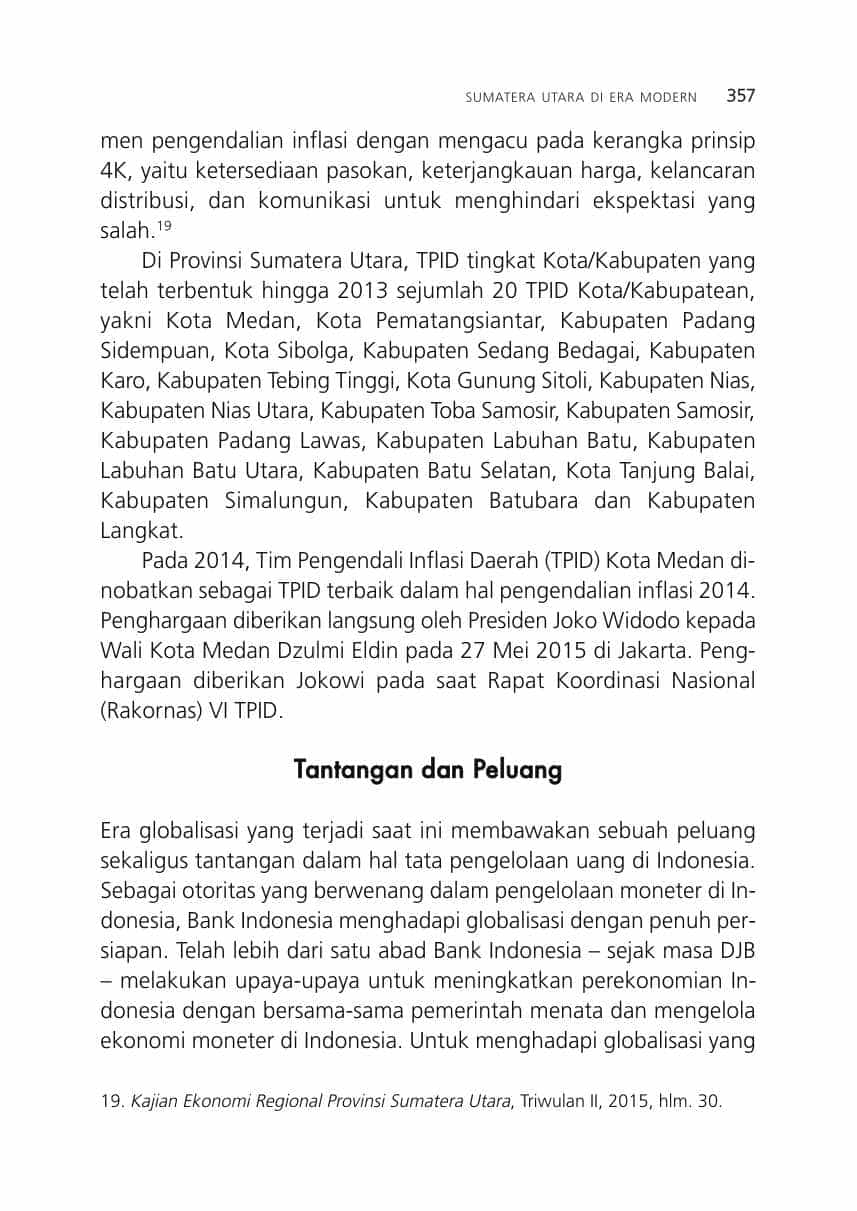 SUMATERA UTARA DI ERA MODERN 357
men pengendalian inflasi dengan mengacu pada kerangka prinsip
4K, yaitu ketersediaan pasokan, keterjangkauan harga, kelancaran
distribusi, dan komunikasi untuk menghindari ekspektasi yang
salah.19
Di Provinsi Sumatera Utara, TPID tingkat Kota/Kabupaten yang
telah terbentuk hingga 2013 sejumlah 20 TPID Kota/Kabupatean,
yakni Kota Medan, Kota Pematangsiantar, Kabupaten Padang
Sidempuan, Kota Sibolga, Kabupaten Sedang Bedagai, Kabupaten
Karo, Kabupaten Tebing Tinggi, Kota Gunung Sitoli, Kabupaten Nias,
Kabupaten Nias Utara, Kabupaten Toba Samosir, Kabupaten Samosir,
Kabupaten Padang Lawas, Kabupaten Labuhan Batu, Kabupaten
Labuhan Batu Utara, Kabupaten Batu Selatan, Kota Tanjung Balai,
Kabupaten Simalungun, Kabupaten Batubara dan Kabupaten
Langkat.
Pada 2014, Tim Pengendali Inflasi Daerah (TPID) Kota Medan di-
nobatkan sebagai TPID terbaik dalam hal pengendalian inflasi 2014.
Penghargaan diberikan langsung oleh Presiden Joko Widodo kepada
Wali Kota Medan Dzulmi Eldin pada 27 Mei 2015 di Jakarta. Peng-
hargaan diberikan Jokowi pada saat Rapat Koordinasi Nasional
(Rakornas) VI TPID.
Tantangan dan Peluang
Era globalisasi yang terjadi saat ini membawakan sebuah peluang
sekaligus tantangan dalam hal tata pengelolaan uang di Indonesia.
Sebagai otoritas yang berwenang dalam pengelolaan moneter di In-
donesia, Bank Indonesia menghadapi globalisasi dengan penuh per-
siapan. Telah lebih dari satu abad Bank Indonesia – sejak masa DJB
– melakukan upaya-upaya untuk meningkatkan perekonomian In-
donesia dengan bersama-sama pemerintah menata dan mengelola
ekonomi moneter di Indonesia. Untuk menghadapi globalisasi yang
19. Kajian Ekonomi Regional Provinsi Sumatera Utara, Triwulan II, 2015, hlm. 30.